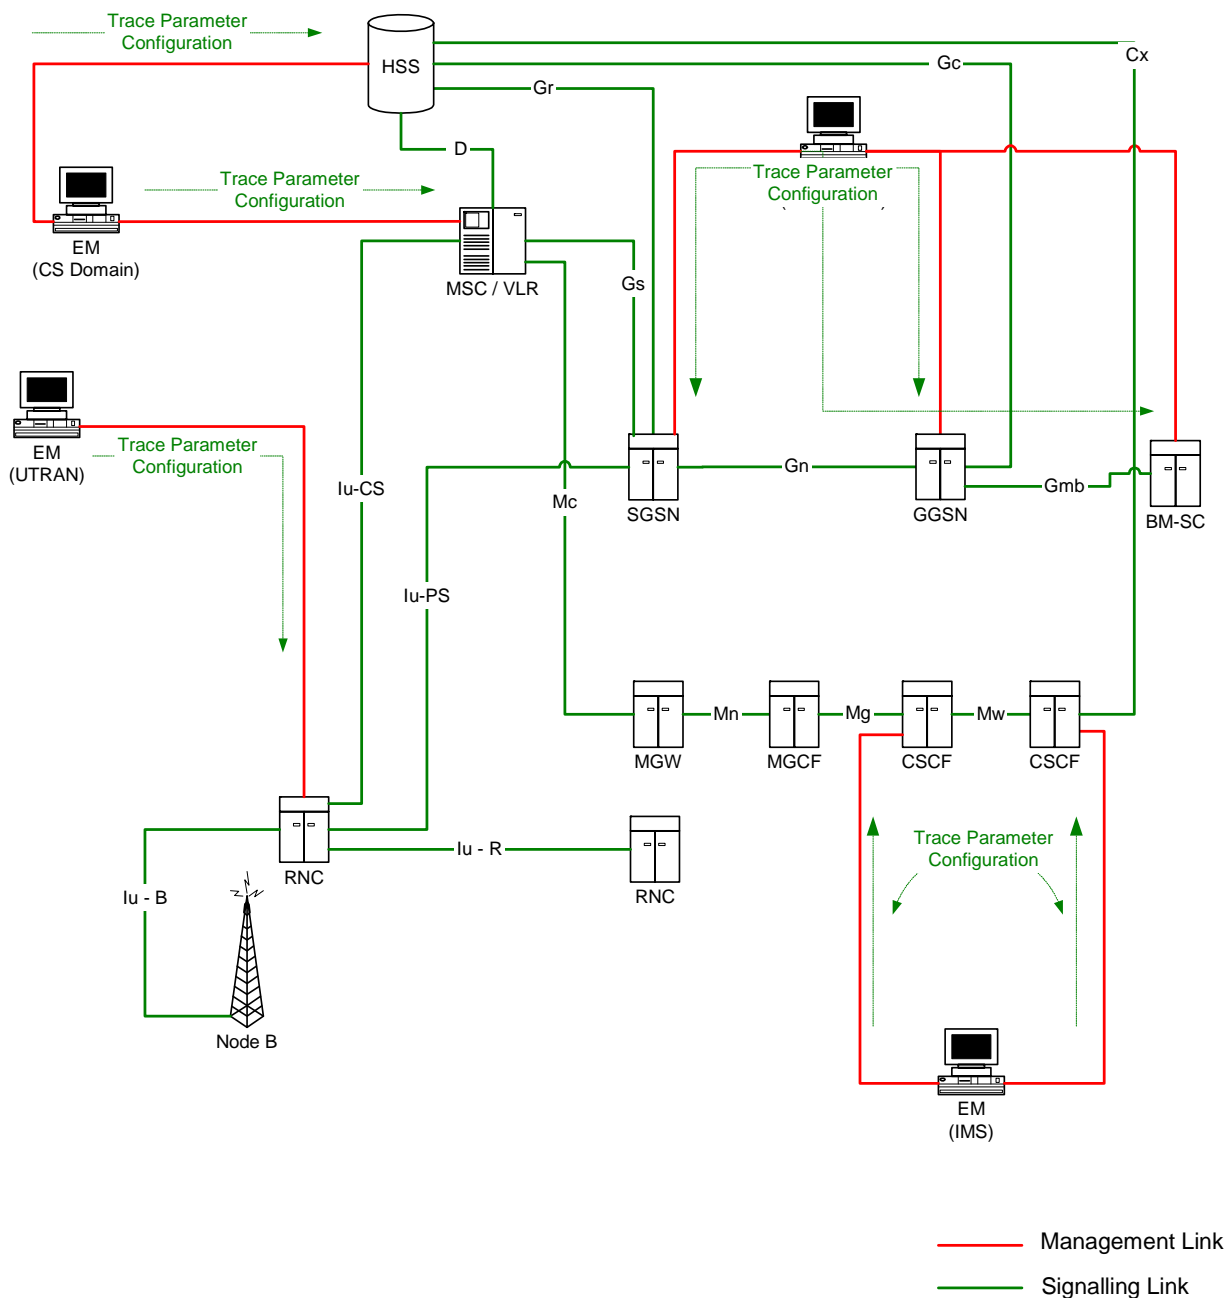 Trace Parameter
Configuration
HSS
Cx
Gc
Gr
D
Trace Parameter
Configuration
Trace Parameter
Configuration
EM
(CS Domain)
MSC / VLR
Gs
EM
(UTRAN)
Trace Parameter
Configuration
Iu-CS
Mc
SGSN
Gn
GGSN
Gmb
BM-SC
Iu-PS
MGW
Mn
MGCF
Mg
CSCF
Mw
CSCF
RNC
Iu - R
RNC
Trace Parameter
Configuration
Iu - B
Node B
EM
(IMS)
Management Link
Signalling Link